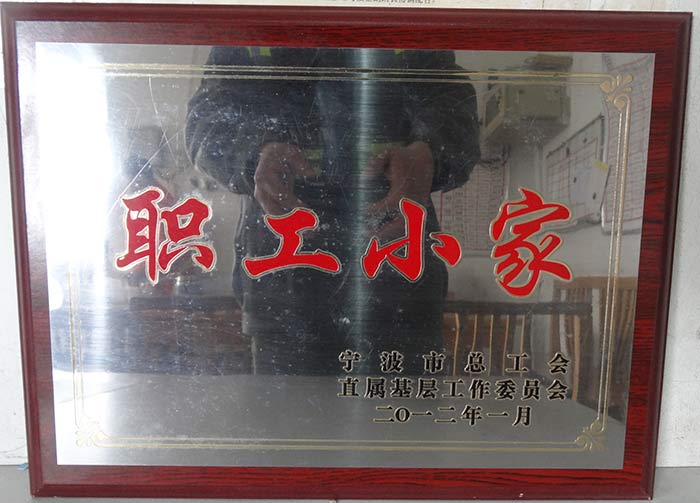 职工小家
宁波市总工会
直属基层工作委员会
二O一二年一月